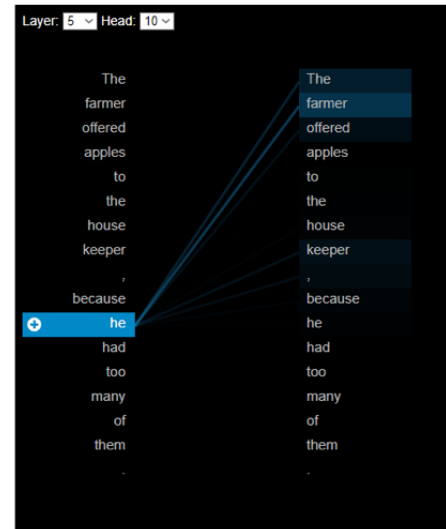 Layer: 5 Head: 10
The The
farmer farmer
offered offered
apples apples
to to
the the
house house
keeper keeper
, ,
because because
he he
had had
too too
many many
of of
them them
. .